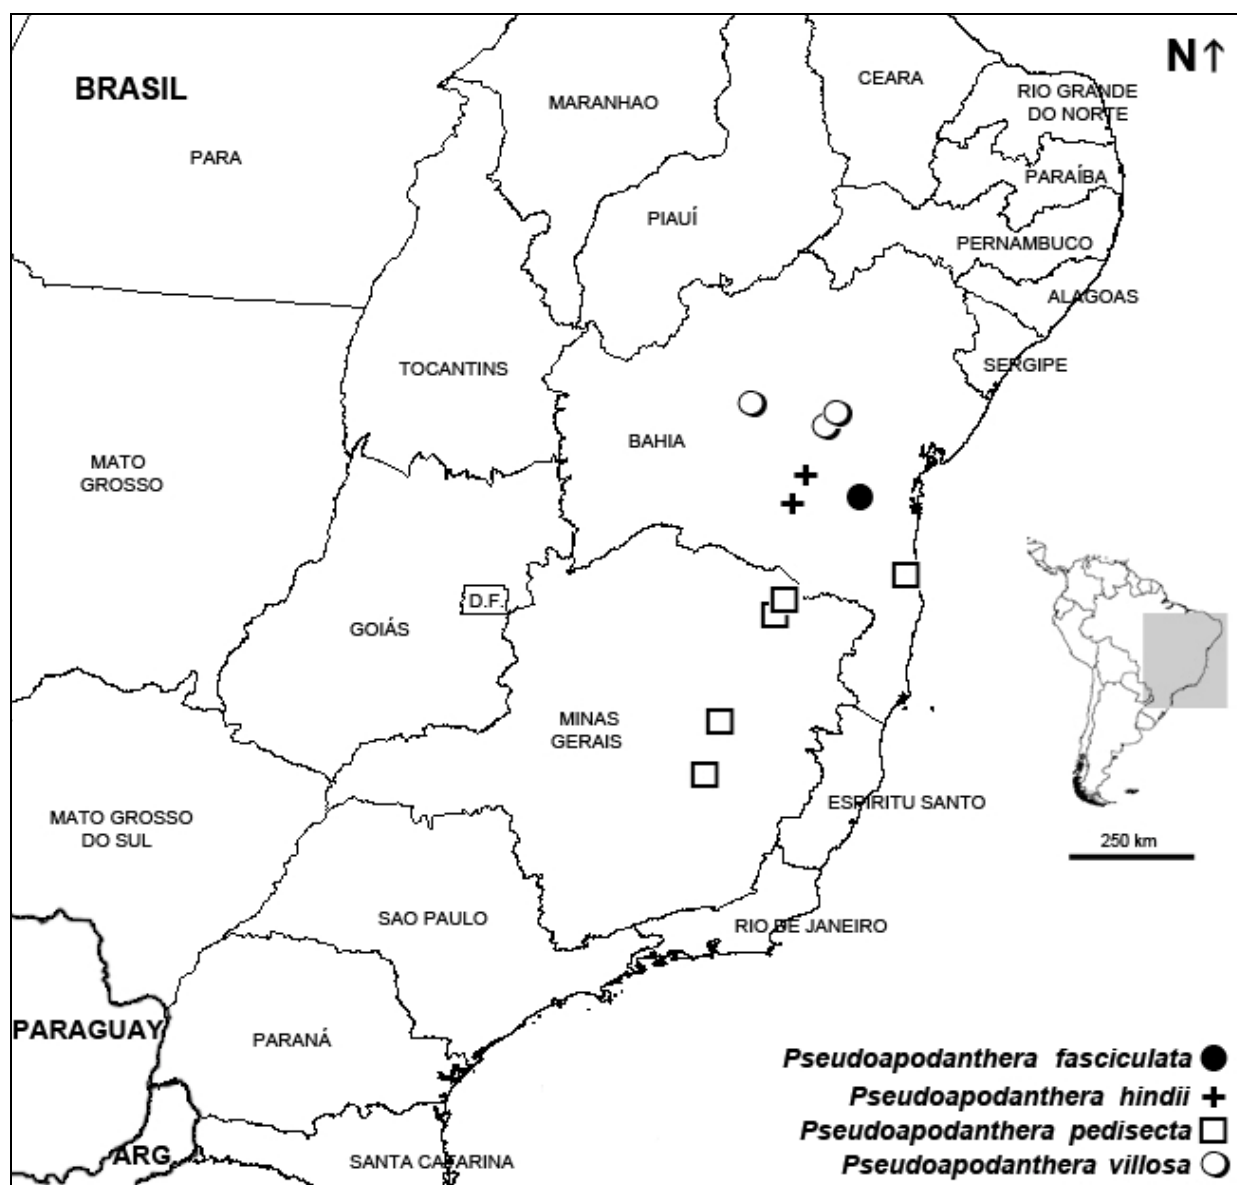 N↑
BRASIL
CEARA
MARANHAO
RIO GRANDE
DO NORTE
PARA
PARAÍBA
PIAUÍ
PERNAMBUCO
ALAGOAS
TOCANTINS
SERGIPE
BAHIA
MATO
GROSSO
D.F.
GOIÁS
MINAS
GERAIS
ESPIRITU SANTO
MATO GROSSO
DO SUL
250 km
SAO PAULO
RIO DE JANEIRO
PARAGUAY
PARANÁ
ARG.
SANTA CATARINA
Pseudoapodanthera fasciculata
Pseudoapodanthera hindii
Pseudoapodanthera pedisecta
Pseudoapodanthera villosa